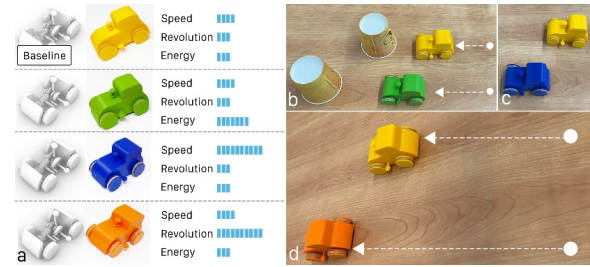 Baseline
Speed
Revolution
Energy
Speed
Revolution
Energy
Speed
Revolution
Energy
Speed
Revolution
Energy
a
b
c
d